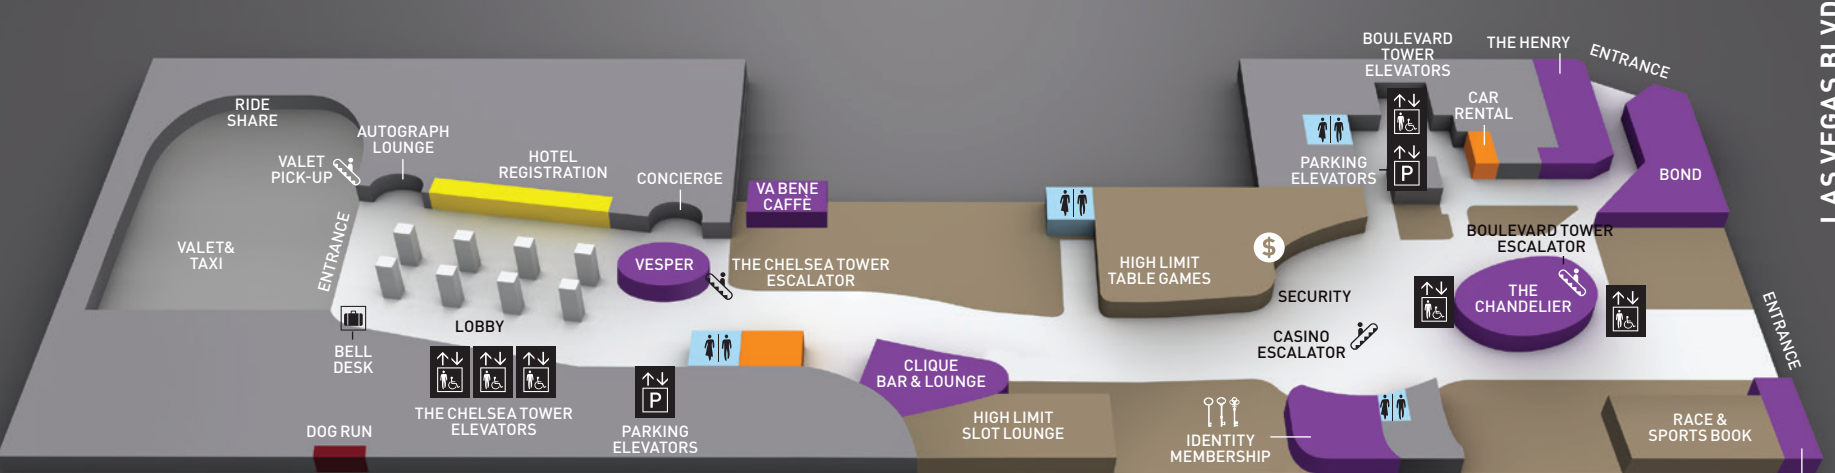 RIDE
SHARE
AUTOGRAPH
LOUNGE
VALET
PICK-UP
HOTEL
REGISTRATION
CONCIERGE
VALET&
TAXI
ENTRANCE
VESPER
VA BENE
CAFFÈ
THE CHELSEA TOWER
ESCALATOR
LOBBY
BELL
DESK
THE CHELSEA TOWER
ELEVATORS
DOG RUN
P
PARKING
ELEVATORS
CLIQUE
BAR & LOUNGE
HIGH LIMIT
SLOT LOUNGE
HIGH LIMIT
TABLE GAMES
$
SECURITY
CASINO
ESCALATOR
IDENTITY
MEMBERSHIP
BOULEVARD
TOWER
ELEVATORS
PARKING
ELEVATORS
P
CAR
RENTAL
THE HENRY
ENTRANCE
BOND
BOULEVARD TOWER
ESCALATOR
THE
CHANDELIER
ENTRANCE
RACE &
SPORTS BOOK
LAS VEGAS BLVD